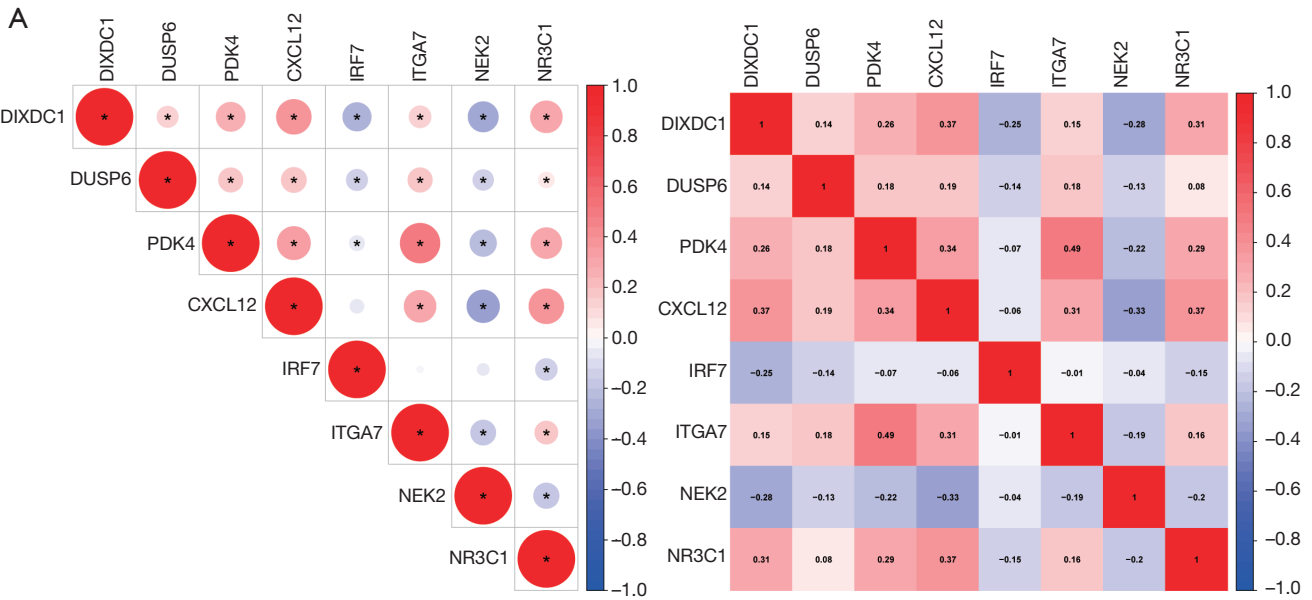 A
DIXDC1 DUSP6 PDK4 CXCL12 IRF7 ITGA7 NEK2 NR3C1
DIXDC1 * * * * * * * *
DUSP6 * * * * * * *
PDK4 * * * * * *
CXCL12 * * * *
IRF7 * *
ITGA7 * * *
NEK2 * *
NR3C1 *
1.0
0.8
0.6
0.4
0.2
0.0
−0.2
−0.4
−0.6
−0.8
−1.0
DIXDC1 DUSP6 PDK4 CXCL12 IRF7 ITGA7 NEK2 NR3C1
DIXDC1 1 0.14 0.26 0.37 −0.25 0.15 −0.28 0.31
DUSP6 0.14 1 0.18 0.19 −0.14 0.18 −0.13 0.08
PDK4 0.26 0.18 1 0.34 −0.07 0.49 −0.22 0.29
CXCL12 0.37 0.19 0.34 1 −0.06 0.31 −0.33 0.37
IRF7 −0.25 −0.14 −0.07 −0.06 1 −0.01 −0.04 −0.15
ITGA7 0.15 0.18 0.49 0.31 −0.01 1 −0.19 0.16
NEK2 −0.28 −0.13 −0.22 −0.33 −0.04 −0.19 1 −0.2
NR3C1 0.31 0.08 0.29 0.37 −0.15 0.16 −0.2 1
1.0
0.8
0.6
0.4
0.2
0.0
−0.2
−0.4
−0.6
−0.8
−1.0